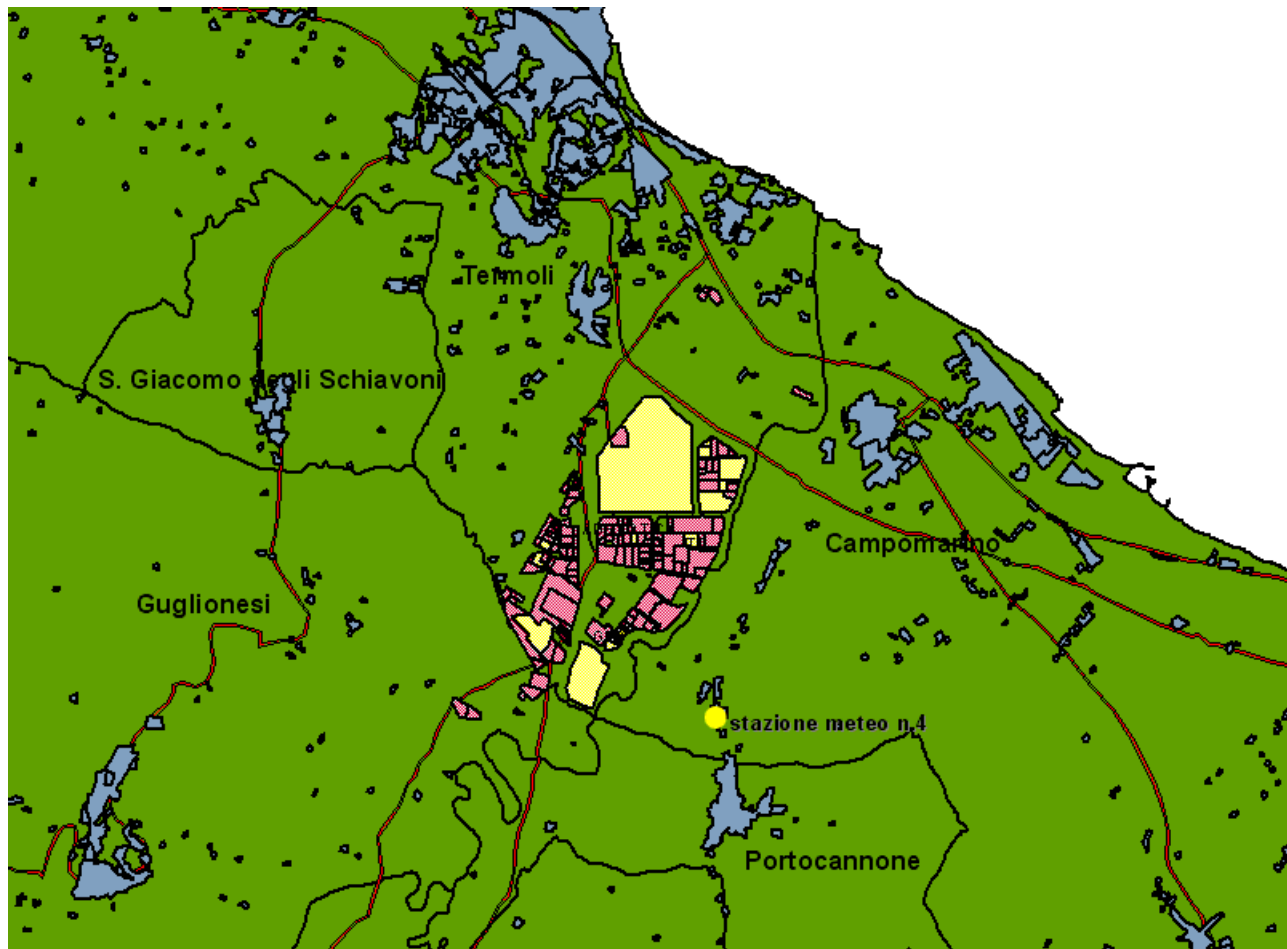 Termoli
S. Giacomo degli Schiavoni
Campomarino
Guglionesi
stazione meteo n.4
Portocannone